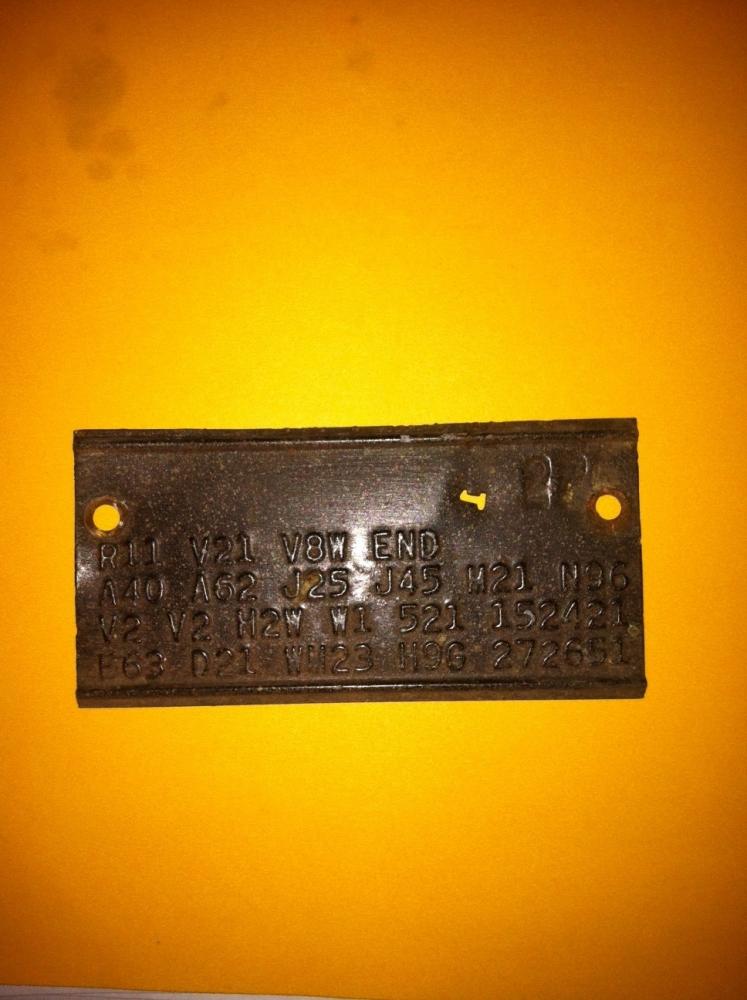 R11 V21 V8W END
A40 A62 J25 J45 M21 N96
V2 V2 H2W W1 521 152421
E63 D21 WM23 H9G 272651